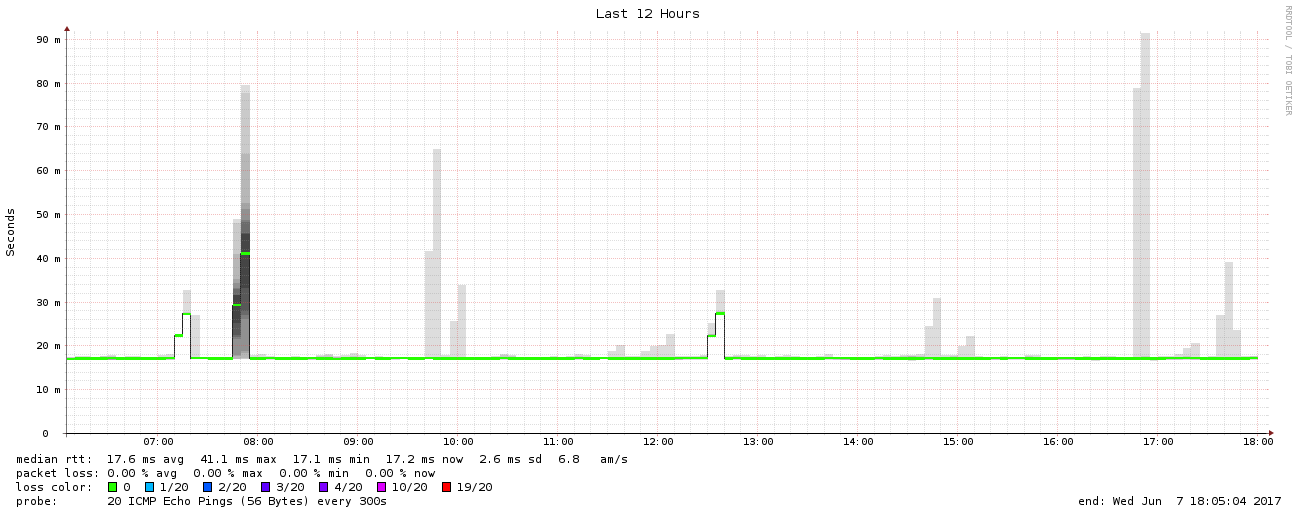 Last 12 Hours
RRDTOOL / TOBI OETIKER
Seconds
90 m
80 m
70 m
60 m
50 m
40 m
30 m
20 m
10 m
0
07:00 08:00 09:00 10:00 11:00 12:00 13:00 14:00 15:00 16:00 17:00 18:00
median rtt: 17.6 ms avg 41.1 ms max 17.1 ms min 17.2 ms now 2.6 ms sd 6.8 am/s
packet loss: 0.00 % avg 0.00 % max 0.00 % min 0.00 % now
loss color: 0 1/20 2/20 3/20 4/20 10/20 19/20
probe: 20 ICMP Echo Pings (56 Bytes) every 300s end: Wed Jun 7 18:05:04 2017